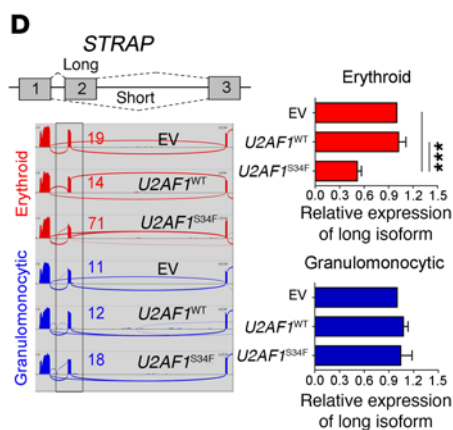 D
STRAP
Long
1 2 3
Short
Erythroid
19 EV
14 U2AF1WT
71 U2AF1S34F
Granulomonocytic
11 EV
12 U2AF1WT
18 U2AF1S34F
Erythroid
EV
U2AF1WT
U2AF1S34F
***
0.0 0.3 0.6 0.9 1.2 1.5
Relative expression
of long isoform
Granulomonocytic
EV
U2AF1WT
U2AF1S34F
0.0 0.3 0.6 0.9 1.2 1.5
Relative expression
of long isoform